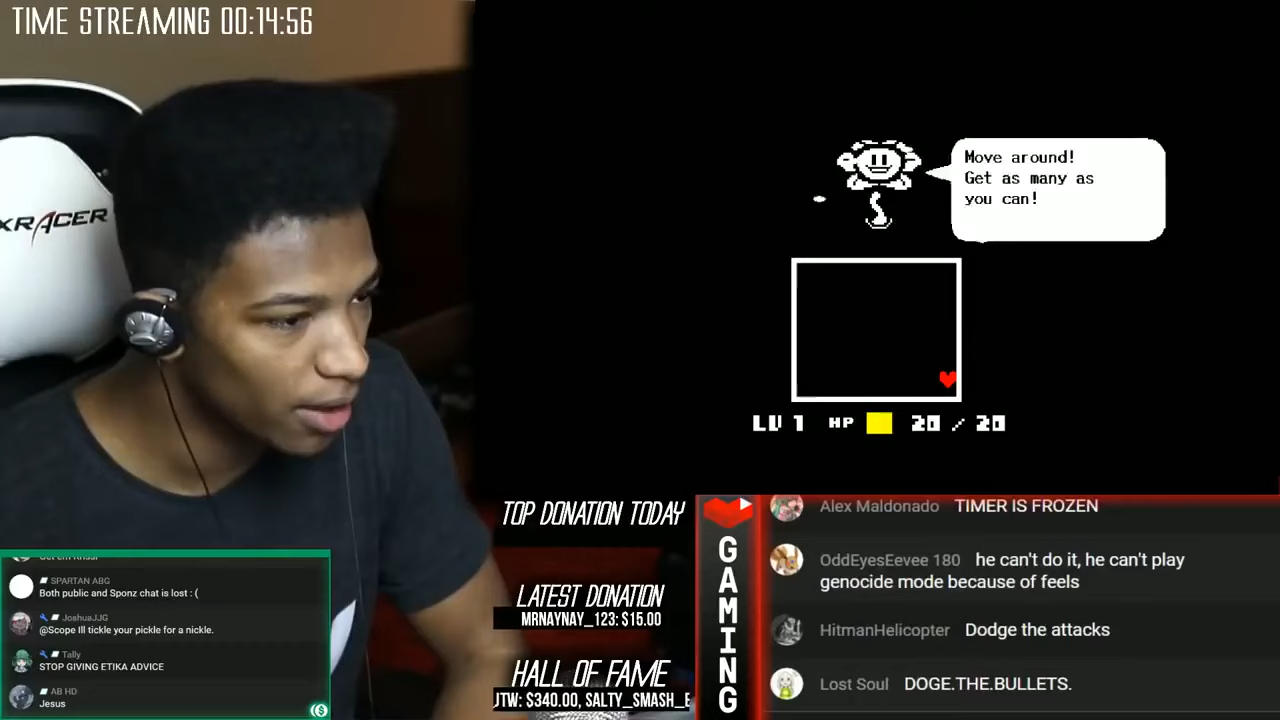 TIME STREAMING 00:14:56
XRACER
Move around!
Get as many as
you can!
LV 1 HP 20 / 20
TOP DONATION TODAY
LATEST DONATION
MRNAYNAY_123: $15.00
HALL OF FAME
JTW: $340.00, SALTY_SMASH_
GAMING
Alex Maldonado TIMER IS FROZEN
OddEyesEevee 180 he can't do it, he can't play
genocide mode because of feels
HitmanHelicopter Dodge the attacks
Lost Soul DOGE.THE.BULLETS.
SPARTAN ABG
Both public and Sponz chat is lost : (
JoshuaJJG
@Scope Ill tickle your pickle for a nickle.
Tally
STOP GIVING ETIKA ADVICE
AB HD
Jesus